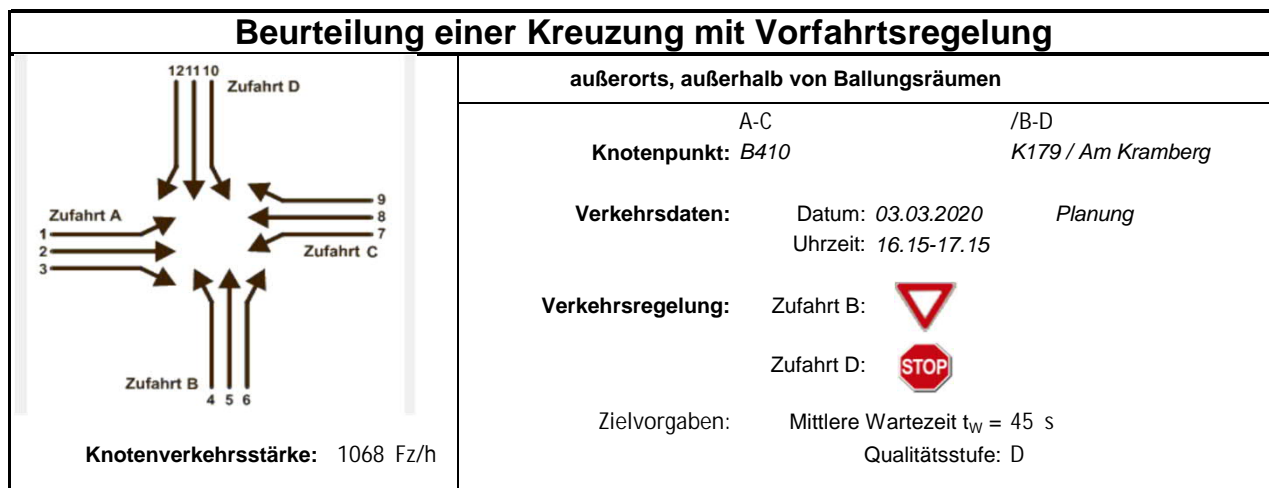 Beurteilung einer Kreuzung mit Vorfahrtsregelung
121110
Zufahrt D
Zufahrt A
1
2
3
9
8
7
Zufahrt C
Zufahrt B
4 5 6
Knotenverkehrsstärke: 1068 Fz/h
außerorts, außerhalb von Ballungsräumen
A-C /B-D
Knotenpunkt: B410 K179 / Am Kramberg
Verkehrsdaten: Datum: 03.03.2020 Planung
Uhrzeit: 16.15-17.15
Verkehrsregelung: Zufahrt B:
Zufahrt D: STOP
Zielvorgaben: Mittlere Wartezeit tW = 45 s
Qualitätsstufe: D